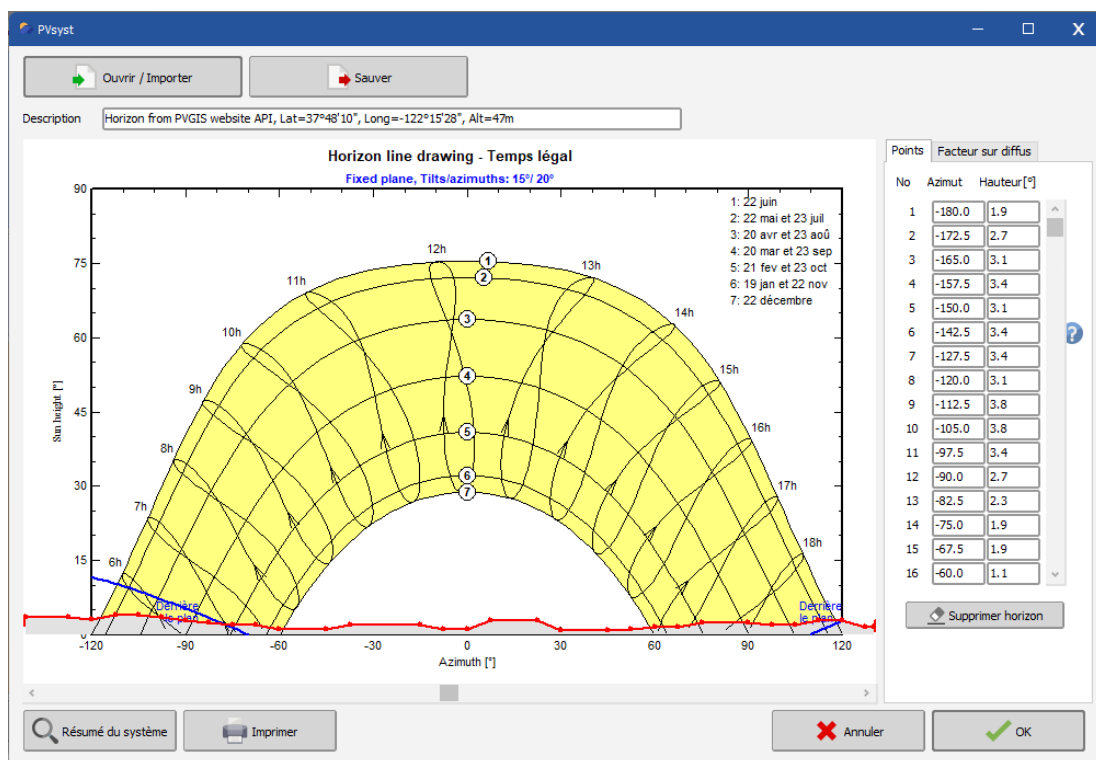 PVsyst
Ouvrir / Importer
Sauver
Description
Horizon from PVGIS website API, Lat=37°48'10", Long=-122°15'28", Alt=47m
Horizon line drawing - Temps légal
Fixed plane, Tilts/azimuths: 15°/ 20°
1: 22 juin
2: 22 mai et 23 juil
3: 20 avr et 23 aoû
4: 20 mar et 23 sep
5: 21 fev et 23 oct
6: 19 jan et 22 nov
7: 22 décembre
90
75
60
45
30
15
0
Sun height [°]
6h
7h
8h
9h
10h
11h
12h
13h
14h
15h
16h
17h
18h
1
2
3
4
5
6
7
Derrière
le plan
Derrière
le plan
-120
-90
-60
-30
0
30
60
90
120
Azimuth [°]
Points
Facteur sur diffus
No Azimut Hauteur[°]
1 -180.0 1.9
2 -172.5 2.7
3 -165.0 3.1
4 -157.5 3.4
5 -150.0 3.1
6 -142.5 3.4
7 -127.5 3.4
8 -120.0 3.1
9 -112.5 3.8
10 -105.0 3.8
11 -97.5 3.4
12 -90.0 2.7
13 -82.5 2.3
14 -75.0 1.9
15 -67.5 1.9
16 -60.0 1.1
?
Supprimer horizon
Résumé du système
Imprimer
Annuler
OK